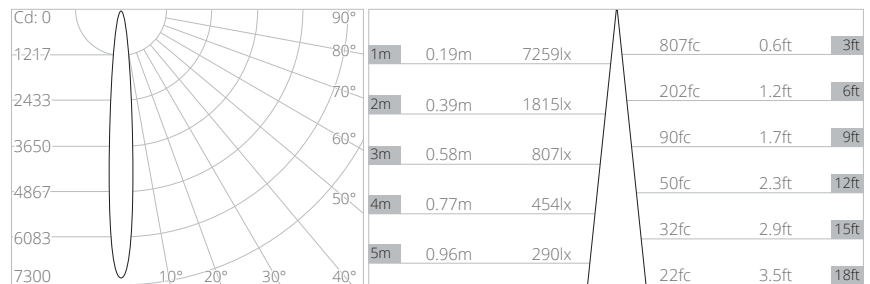 Cd: 0
1217
2433
3650
4867
6083
7300
90°
80°
70°
60°
50°
10° 20° 30° 40°
1m 0.19m 7259lx
2m 0.39m 1815lx
3m 0.58m 807lx
4m 0.77m 454lx
5m 0.96m 290lx
807fc 0.6ft 3ft
202fc 1.2ft 6ft
90fc 1.7ft 9ft
50fc 2.3ft 12ft
32fc 2.9ft 15ft
22fc 3.5ft 18ft